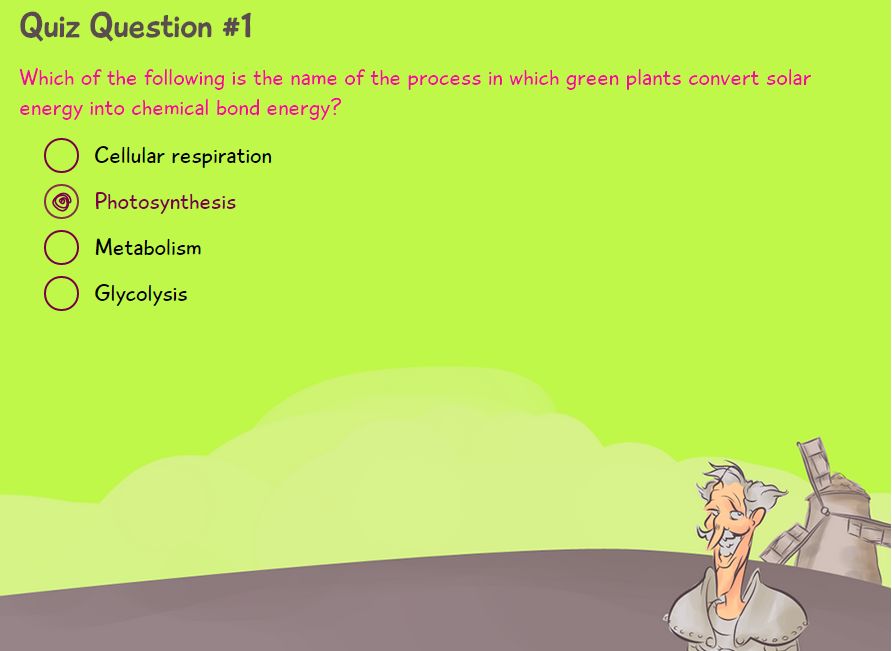 Quiz Question #1
Which of the following is the name of the process in which green plants convert solar
energy into chemical bond energy?
Cellular respiration
Photosynthesis
Metabolism
Glycolysis